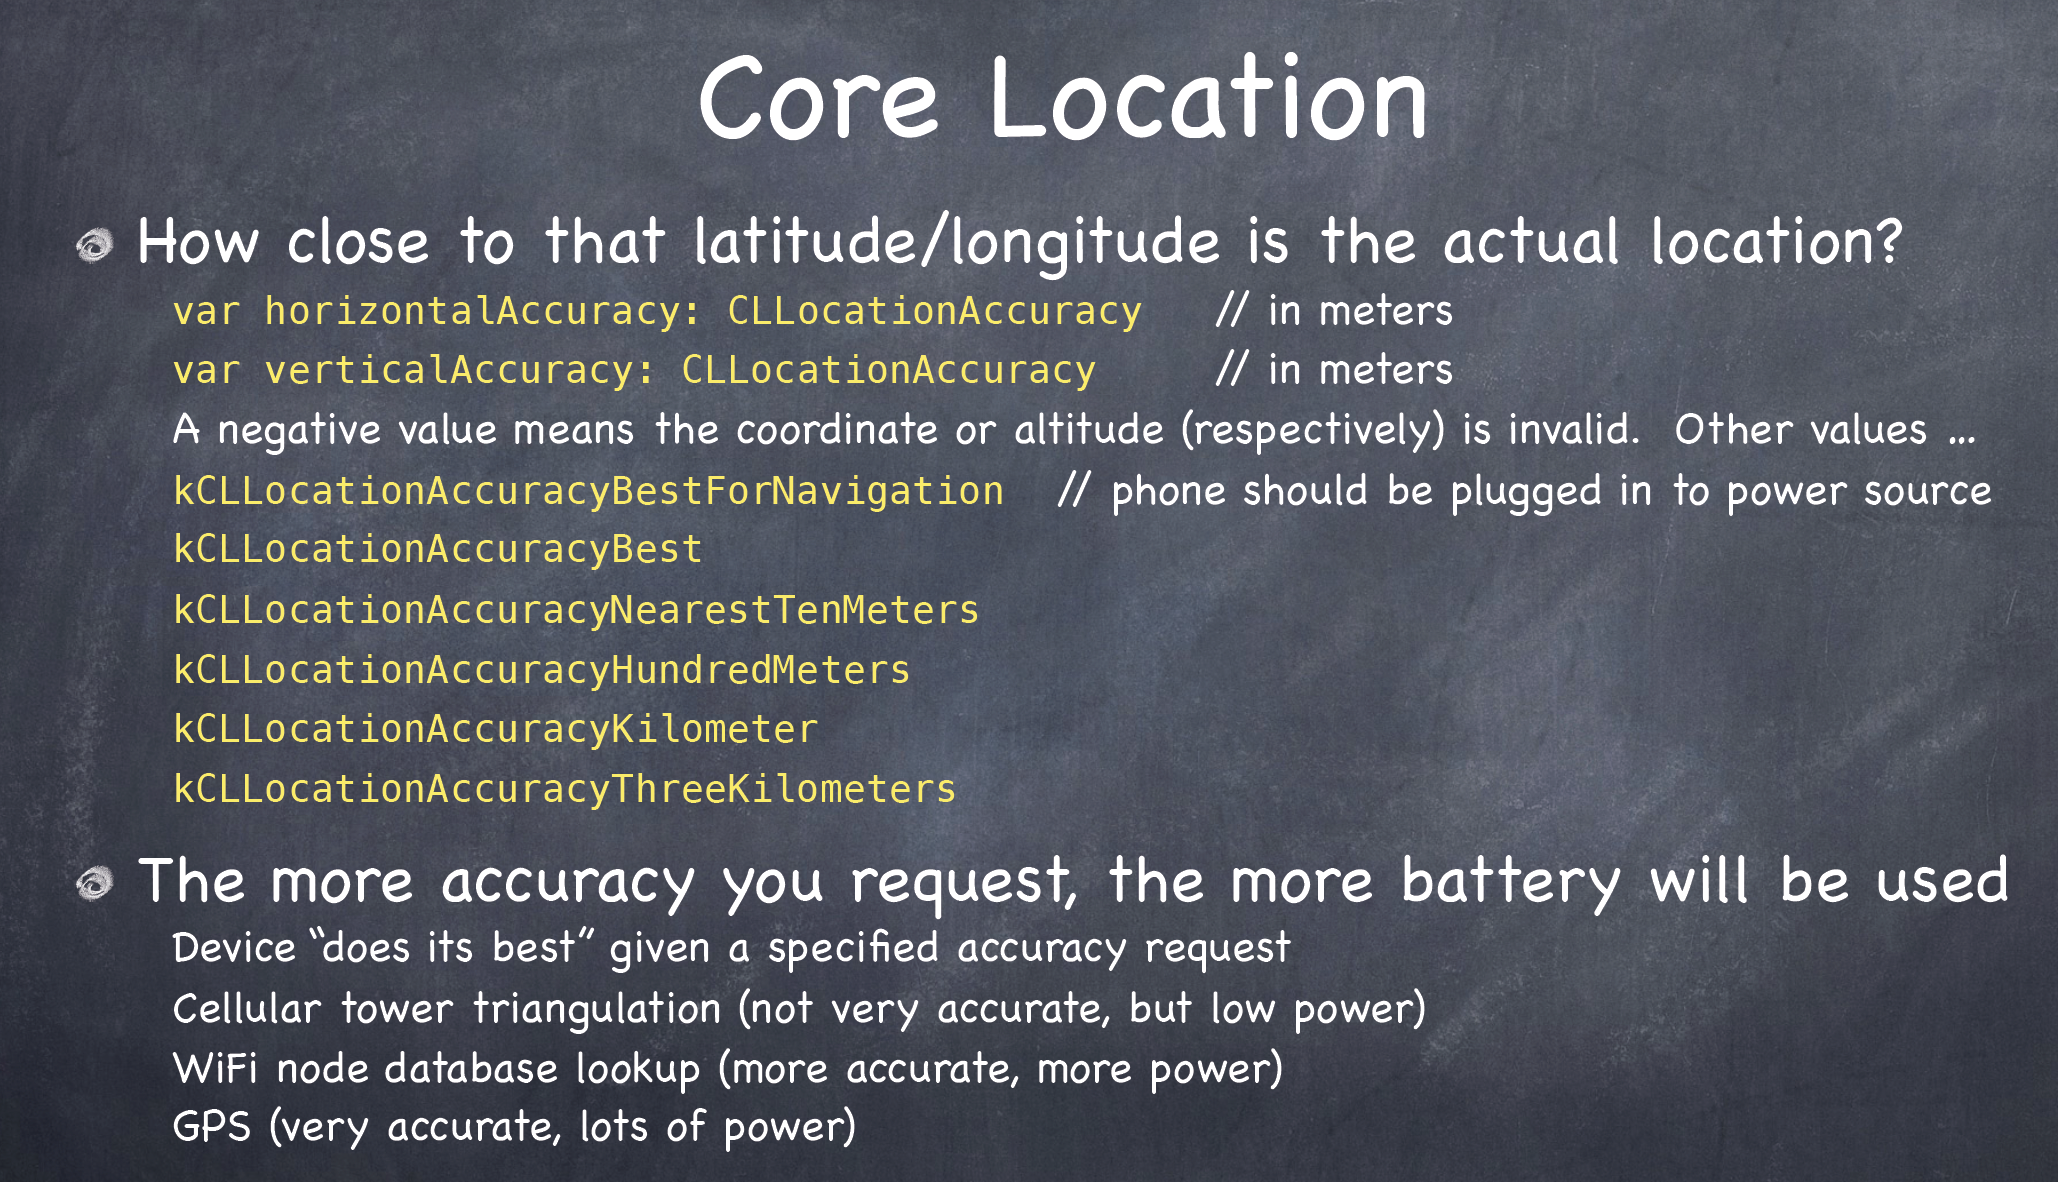 Core Location
How close to that latitude/longitude is the actual location?
var horizontalAccuracy: CLLocationAccuracy // in meters
var verticalAccuracy: CLLocationAccuracy // in meters
A negative value means the coordinate or altitude (respectively) is invalid. Other values ...
kCLLocationAccuracyBestForNavigation // phone should be plugged in to power source
kCLLocationAccuracyBest
kCLLocationAccuracyNearestTenMeters
kCLLocationAccuracyHundredMeters
kCLLocationAccuracyKilometer
kCLLocationAccuracyThreeKilometers
The more accuracy you request, the more battery will be used
Device “does its best” given a specified accuracy request
Cellular tower triangulation (not very accurate, but low power)
WiFi node database lookup (more accurate, more power)
GPS (very accurate, lots of power)